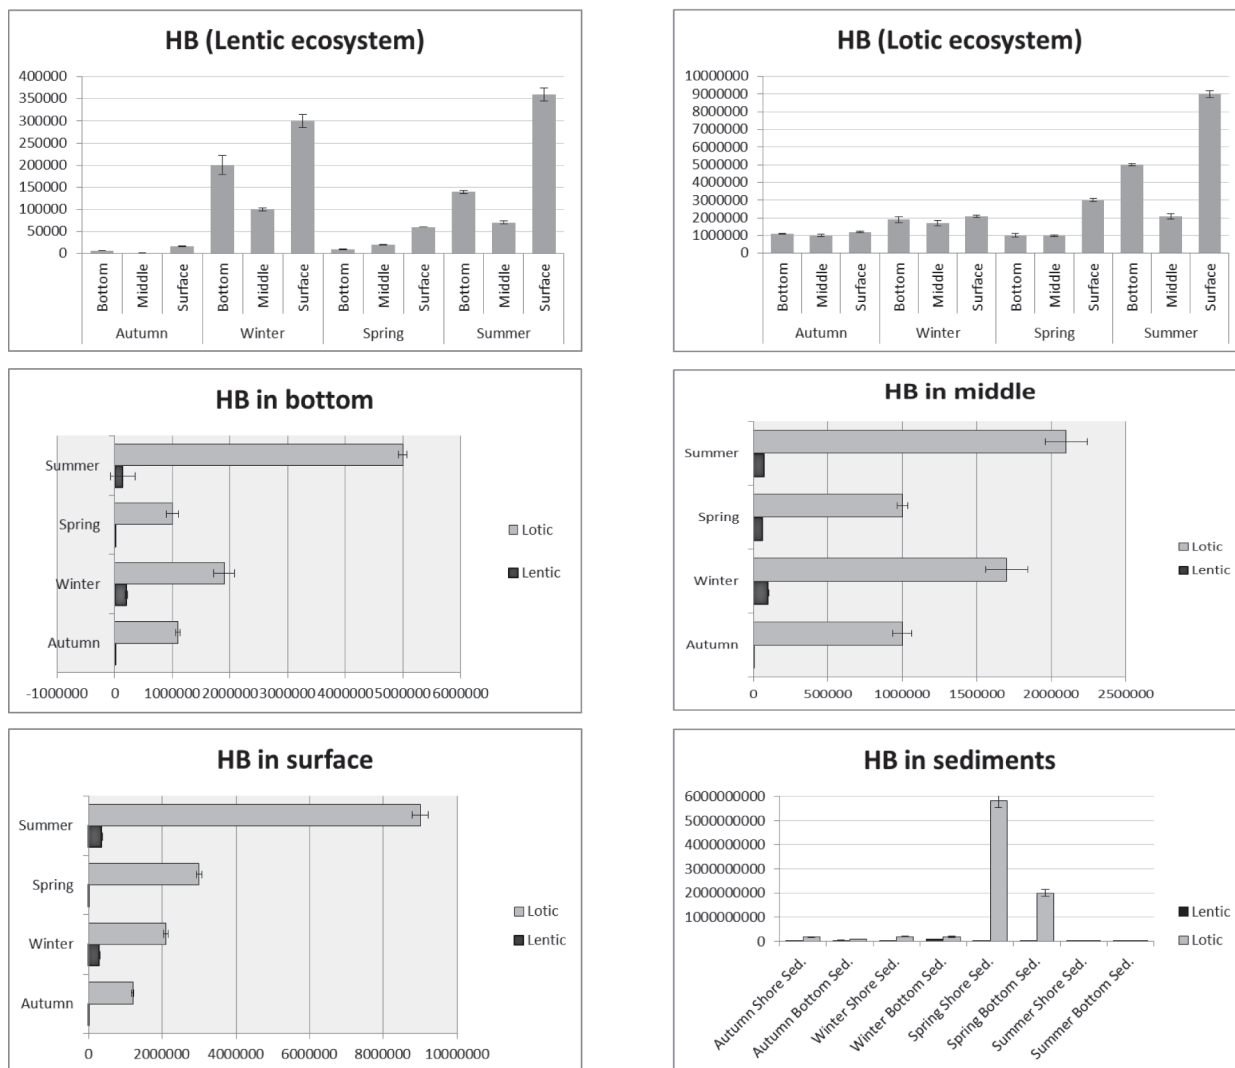 HB (Lentic ecosystem)
400000
350000
300000
250000
200000
150000
100000
50000
0
Bottom Middle Surface Bottom Middle Surface Bottom Middle Surface Bottom Middle Surface
Autumn Winter Spring Summer
HB (Lotic ecosystem)
10000000
9000000
8000000
7000000
6000000
5000000
4000000
3000000
2000000
1000000
0
Bottom Middle Surface Bottom Middle Surface Bottom Middle Surface Bottom Middle Surface
Autumn Winter Spring Summer
HB in bottom
Summer
Spring
Winter
Autumn
-1000000 0 1000000 2000000 3000000 4000000 5000000 6000000
Lotic
Lentic
HB in middle
Summer
Spring
Winter
Autumn
0 500000 1000000 1500000 2000000 2500000
Lotic
Lentic
HB in surface
Summer
Spring
Winter
Autumn
0 2000000 4000000 6000000 8000000 10000000
Lotic
Lentic
HB in sediments
6000000000
5000000000
4000000000
3000000000
2000000000
1000000000
0
Autumn Shore Sed.
Autumn Bottom Sed.
Winter Shore Sed.
Winter Bottom Sed.
Spring Shore Sed.
Spring Bottom Sed.
Summer Shore Sed.
Summer Bottom Sed.
Lentic
Lotic